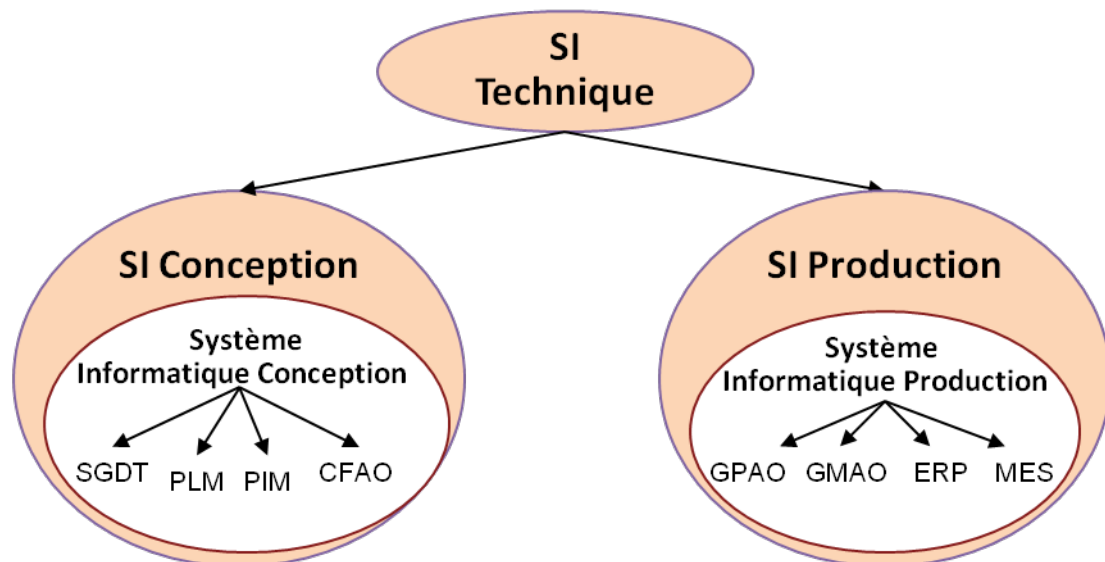 SI
Technique
SI Conception
Système
Informatique Conception
SGDT PLM PIM CFAO
SI Production
Système
Informatique Production
GPAO GMAO ERP MES